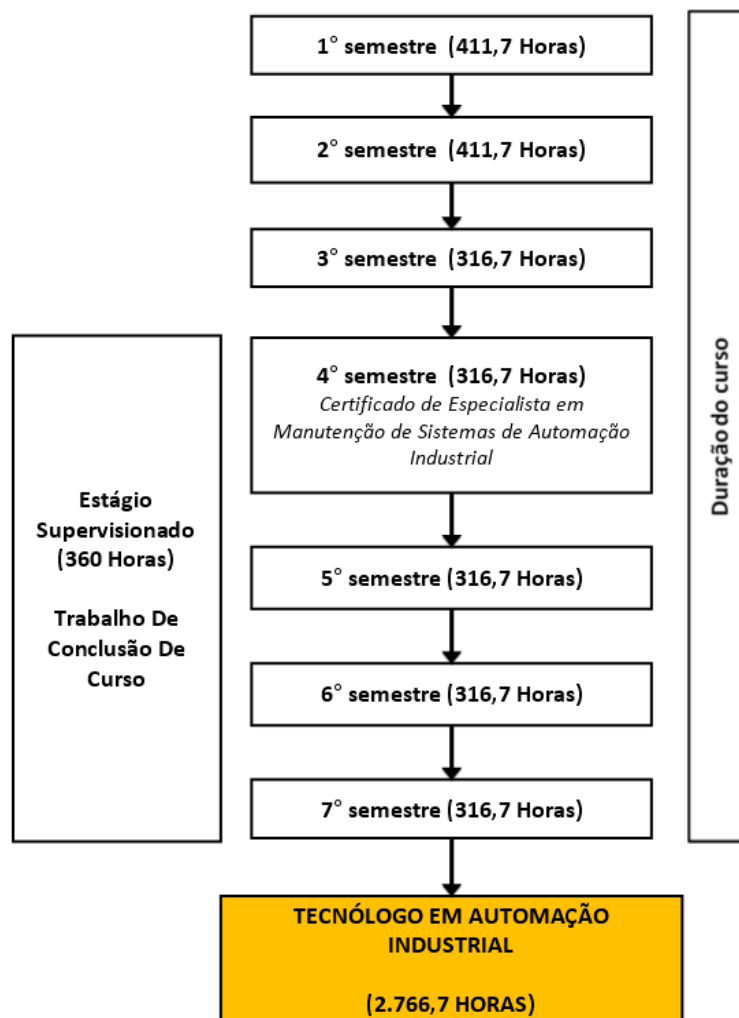 1° semestre (411,7 Horas)
2° semestre (411,7 Horas)
3° semestre (316,7 Horas)
4° semestre (316,7 Horas)
Certificado de Especialista em
Manutenção de Sistemas de Automação
Industrial
5° semestre (316,7 Horas)
6° semestre (316,7 Horas)
7° semestre (316,7 Horas)
Estágio
Supervisionado
(360 Horas)
Trabalho De
Conclusão De
Curso
Duração do curso
TECNÓLOGO EM AUTOMAÇÃO
INDUSTRIAL
(2.766,7 HORAS)